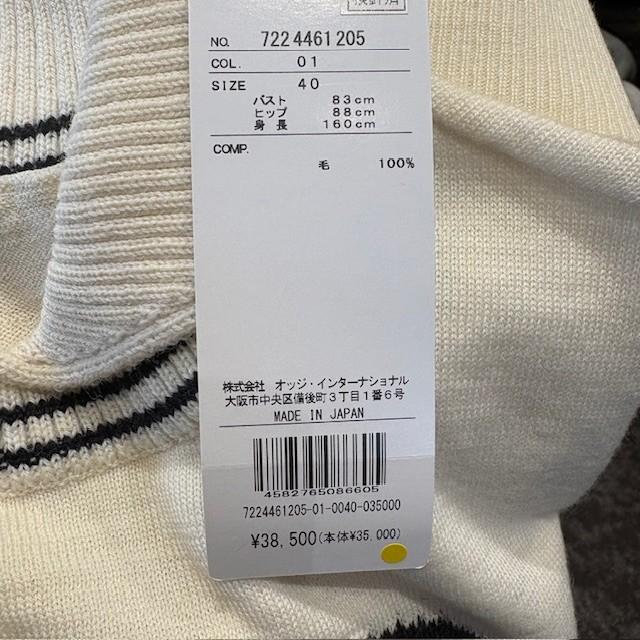 検針済
NO. 7224461205
COL. 01
SIZE 40
バスト 83cm
ヒップ 88cm
身長 160cm
COMP.
毛 100%
株式会社 オッジ・インターナショナル
大阪市中央区備後町3丁目1番6号
MADE IN JAPAN
4582765086605
7224461205-01-0040-035000
¥38,500(本体¥35,000)